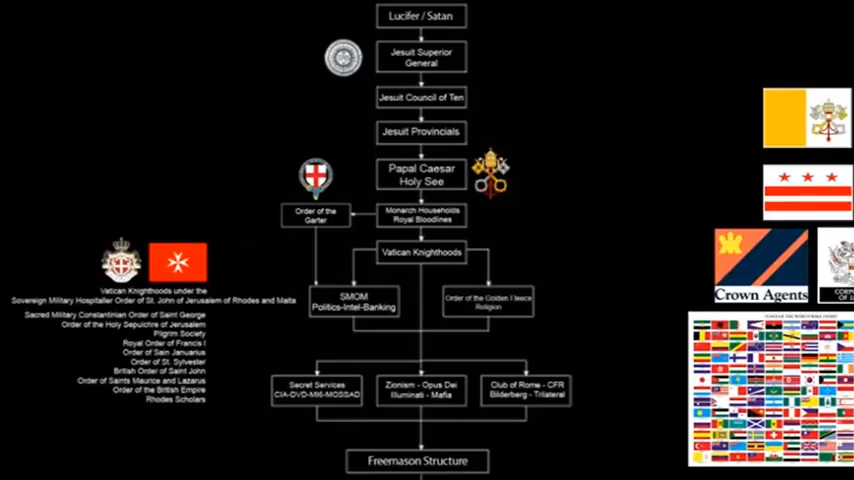 Lucifer / Satan
Jesuit Superior
General
Jesuit Council of Ten
Jesuit Provincials
Papal Caesar
Holy See
Order of the
Garter
Monarch Households
Royal Bloodlines
Vatican Knighthoods
Vatican Knighthoods under the
Sovereign Military Hospitaller Order of St. John of Jerusalem of Rhodes and Malta
Sacred Military Constantinian Order of Saint George
Order of the Holy Sepulchre of Jerusalem
Pilgrim Society
Royal Order of Francis I
Order of Sain Januarius
Order of St. Sylvester
British Order of Saint John
Order of Saints Maurice and Lazarus
Order of the British Empire
Rhodes Scholars
SMOM
Politics-Intel-Banking
Order of the Golden Fleece
Religion
Secret Services
CIA-DVD-MI6-MOSSAD
Zionism - Opus Dei
Illuminati - Mafia
Club of Rome - CFR
Bilderberg - Trilateral
Freemason Structure
Crown Agents